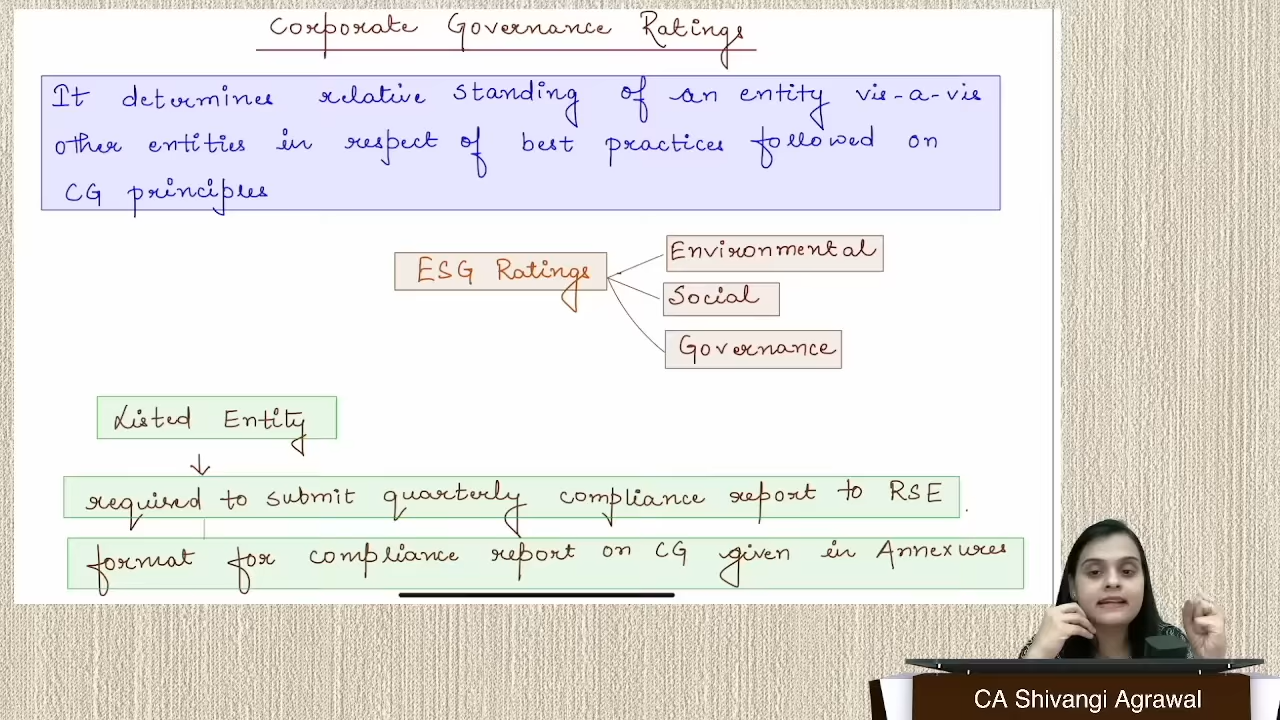 Corporate Governance Ratings
It determines relative standing of an entity vis-a-vis
other entities in respect of best practices followed on
CG principles
ESG Ratings
Environmental
Social
Governance
Listed Entity
required to submit quarterly compliance report to RSE
format for compliance report on CG given in Annexures
CA Shivangi Agrawal